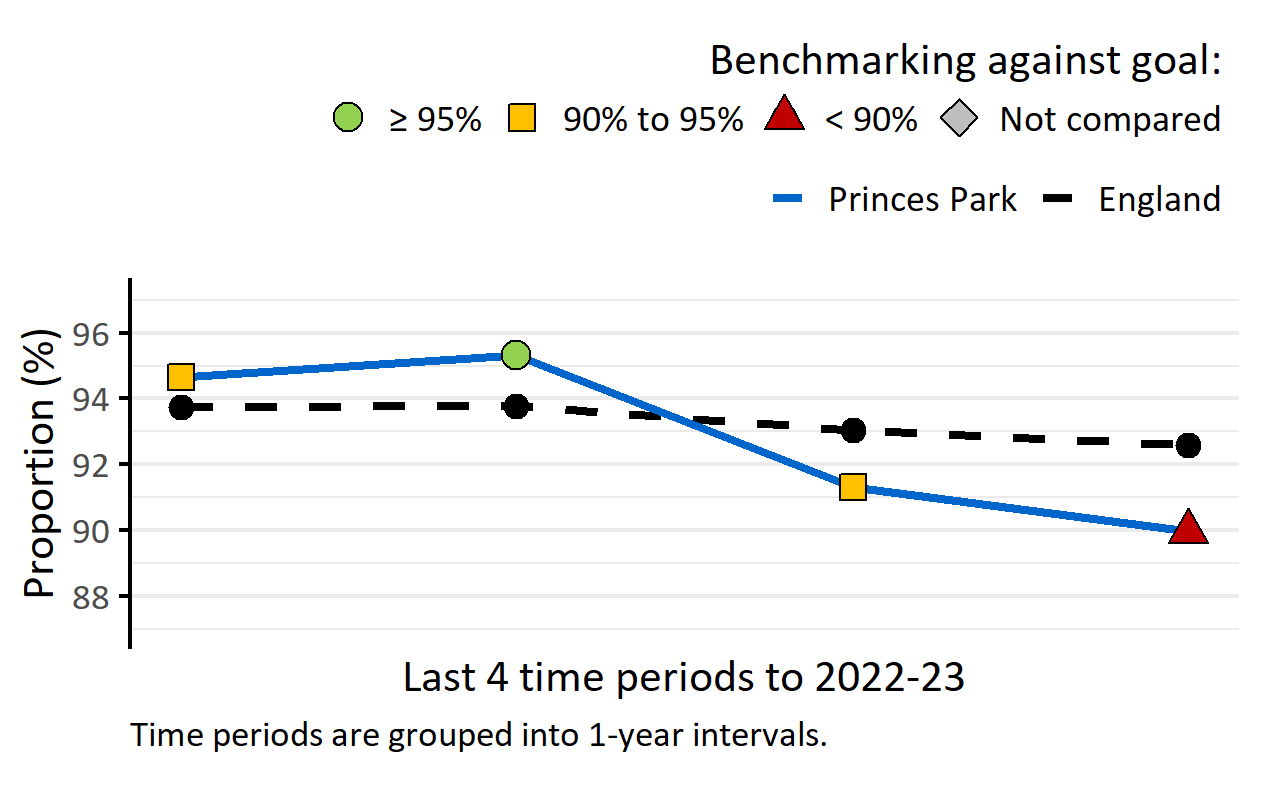 Benchmarking against goal:
≥ 95% 90% to 95% < 90% Not compared
Princes Park England
Proportion (%)
96
94
92
90
88
Last 4 time periods to 2022-23
Time periods are grouped into 1-year intervals.